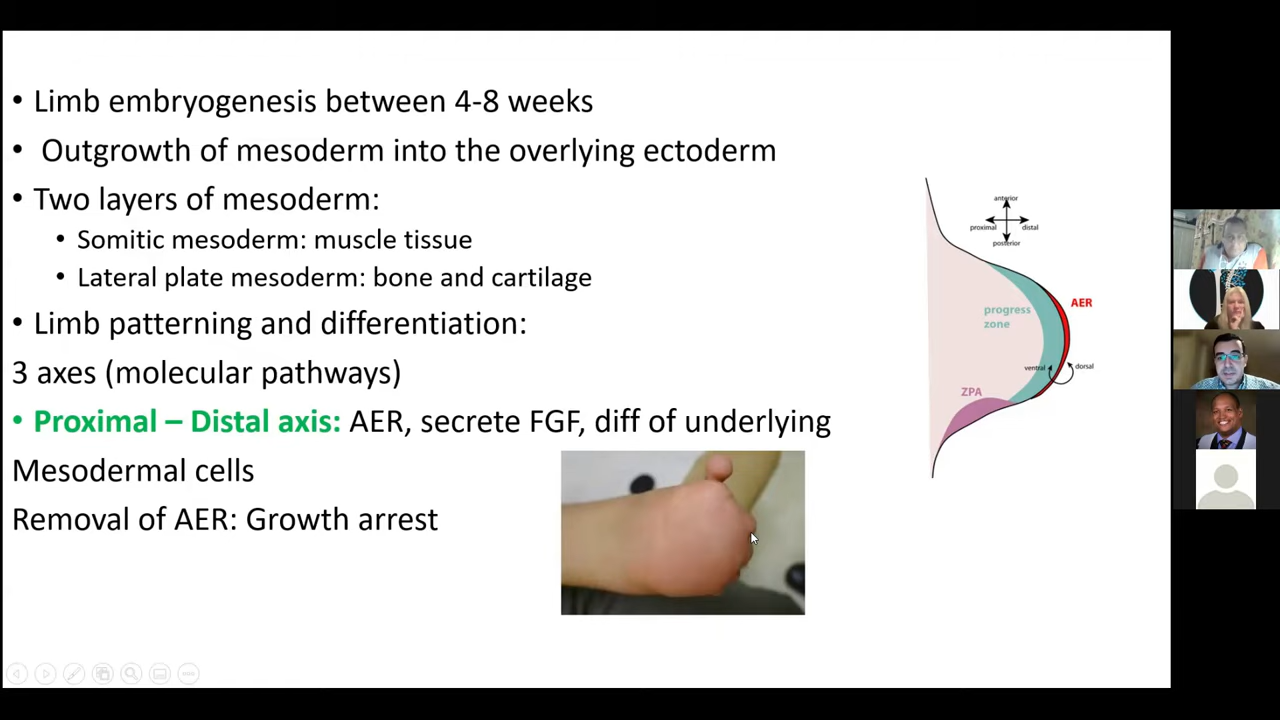 • Limb embryogenesis between 4-8 weeks
• Outgrowth of mesoderm into the overlying ectoderm
• Two layers of mesoderm:
• Somitic mesoderm: muscle tissue
• Lateral plate mesoderm: bone and cartilage
• Limb patterning and differentiation:
3 axes (molecular pathways)
• Proximal – Distal axis: AER, secrete FGF, diff of underlying
Mesodermal cells
Removal of AER: Growth arrest
anterior
proximal
distal
posterior
AER
progress
zone
ventral
dorsal
ZPA